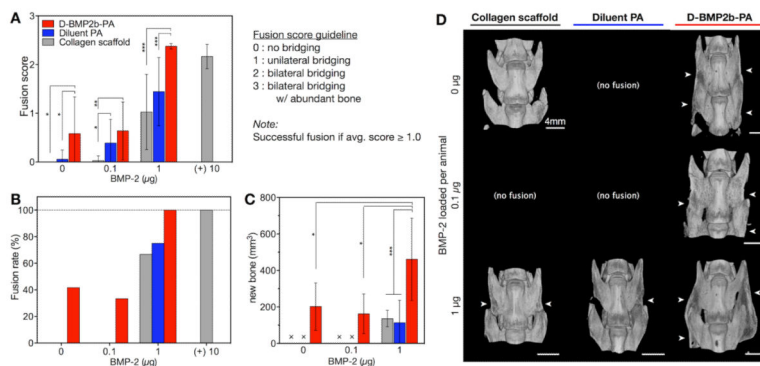 A
Fusion score
3
2
1
0
***
***
*
*
**
*
0
0.1
1
(+) 10
BMP-2 (µg)
D-BMP2b-PA
Diluent PA
Collagen scaffold
Fusion score guideline
0 : no bridging
1 : unilateral bridging
2 : bilateral bridging
3 : bilateral bridging
w/ abundant bone
Note:
Successful fusion if avg. score ≥ 1.0
B
Fusion rate (%)
100
80
60
40
20
0
0
0.1
1
(+) 10
BMP-2 (µg)
C
new bone (mm³)
800
600
400
200
0
*
*
***
× ×
× ×
0
0.1
1
BMP-2 (µg)
D
Collagen scaffold
Diluent PA
D-BMP2b-PA
BMP-2 loaded per animal
0 µg
4mm
(no fusion)
0.1 µg
(no fusion)
(no fusion)
1 µg